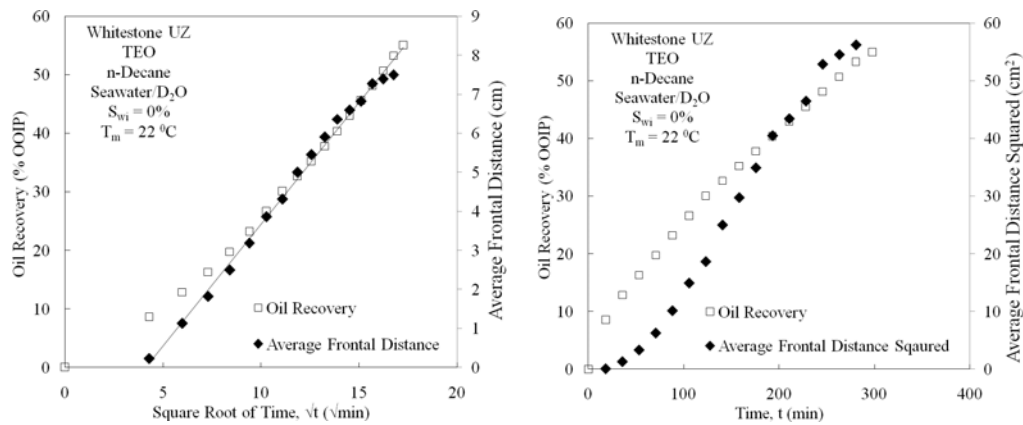 60
50
40
30
20
10
0
Oil Recovery (% OOIP)
Whitestone UZ
TEO
n-Decane
Seawater/D₂O
Swi = 0%
Tm = 22 ⁰C
Oil Recovery
Average Frontal Distance
9
8
7
6
5
4
3
2
1
0
Average Frontal Distance (cm)
0 5 10 15 20
Square Root of Time, √t (√min)
60
50
40
30
20
10
0
Oil Recovery (% OOIP)
Whitestone UZ
TEO
n-Decane
Seawater/D₂O
Swi = 0%
Tm = 22 ⁰C
Oil Recovery
Average Frontal Distance Sqaured
60
50
40
30
20
10
0
Average Frontal Distance Squared (cm²)
0 100 200 300 400
Time, t (min)